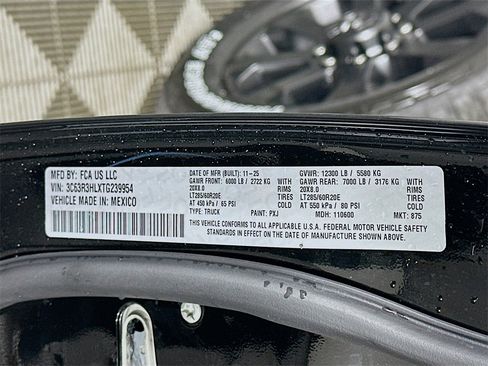 MFD BY: FCA US LLC
VIN: 3C63R3HLXTG239954
VEHICLE MADE IN: MEXICO
DATE OF MFR (BUILT): 11-25 GVWR: 12300 LB / 5580 KG
GAWR FRONT: 6000 LB / 2722 KG WITH GAWR REAR: 7000 LB / 3176 KG WITH
20X8.0 RIMS 20X8.0 RIMS
LT285/60R20E TIRES LT285/60R20E TIRES
AT 450 kPa / 65 PSI AT 550 kPa / 80 PSI
TYPE: TRUCK PAINT: PXJ MDH: 110600 MKT: 875
THIS VEHICLE CONFORMS TO ALL APPLICABLE U.S.A. FEDERAL MOTOR VEHICLE SAFETY
STANDARDS IN EFFECT ON THE DATE OF MANUFACTURE SHOWN ABOVE.